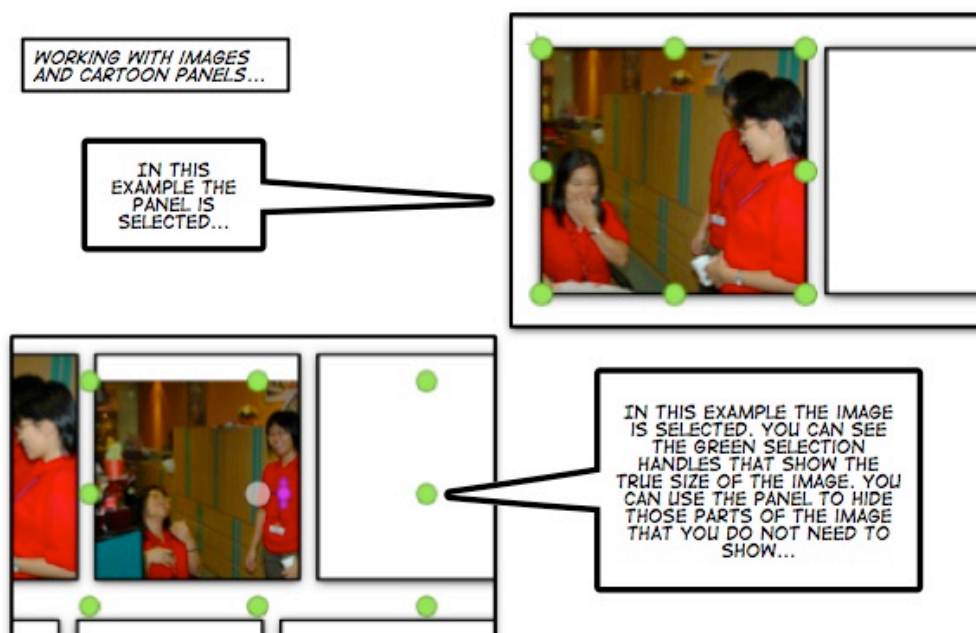 WORKING WITH IMAGES
AND CARTOON PANELS...
IN THIS
EXAMPLE THE
PANEL IS
SELECTED...
IN THIS EXAMPLE THE IMAGE
IS SELECTED. YOU CAN SEE
THE GREEN SELECTION
HANDLES THAT SHOW THE
TRUE SIZE OF THE IMAGE. YOU
CAN USE THE PANEL TO HIDE
THOSE PARTS OF THE IMAGE
THAT YOU DO NOT NEED TO
SHOW...